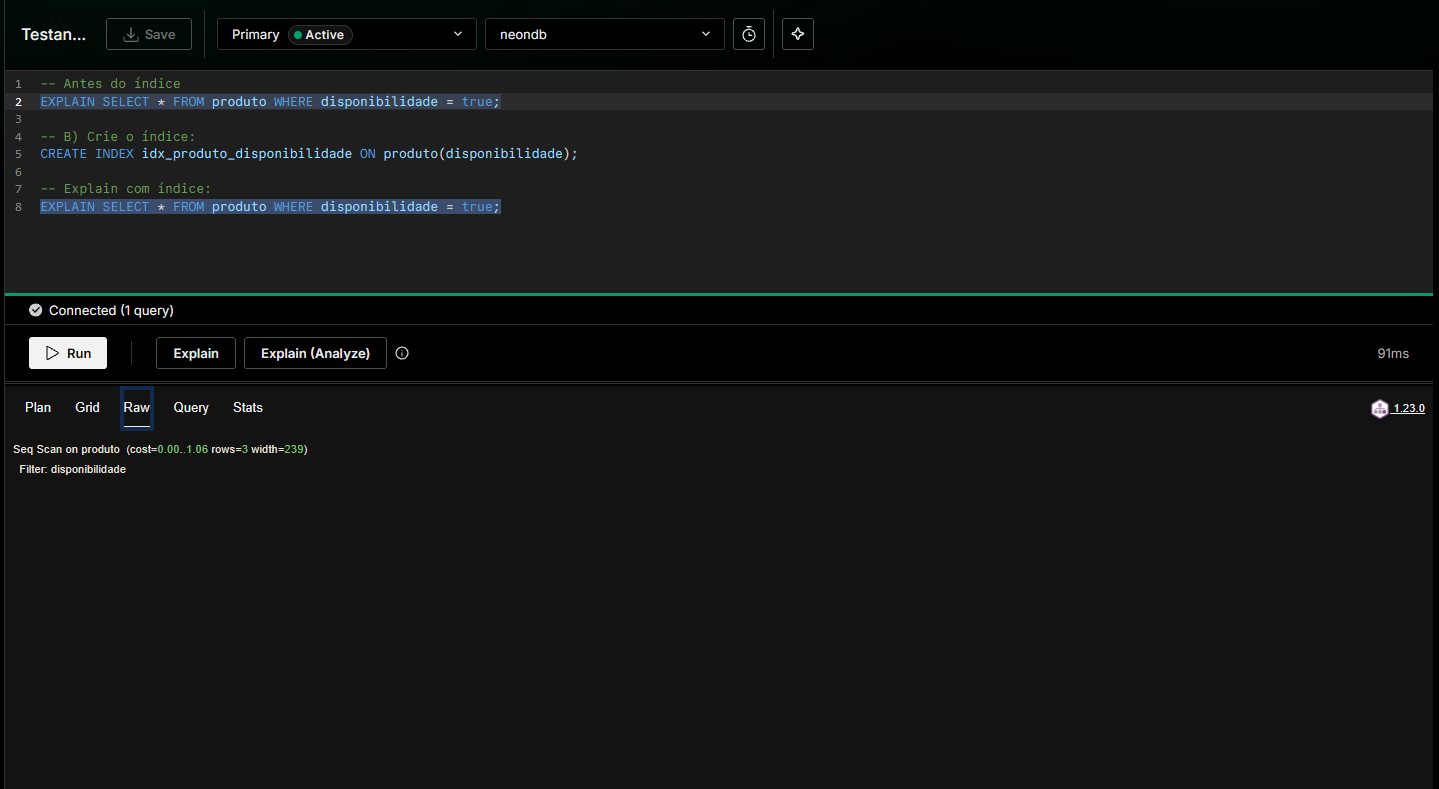 Testan... Save Primary Active neondb
1 -- Antes do índice
2 EXPLAIN SELECT * FROM produto WHERE disponibilidade = true;
3
4 -- B) Crie o índice:
5 CREATE INDEX idx_produto_disponibilidade ON produto(disponibilidade);
6
7 -- Explain com índice:
8 EXPLAIN SELECT * FROM produto WHERE disponibilidade = true;
Connected (1 query)
Run Explain Explain (Analyze) 91ms
Plan Grid Raw Query Stats 1.23.0
Seq Scan on produto (cost=0.00..1.06 rows=3 width=239)
Filter: disponibilidade